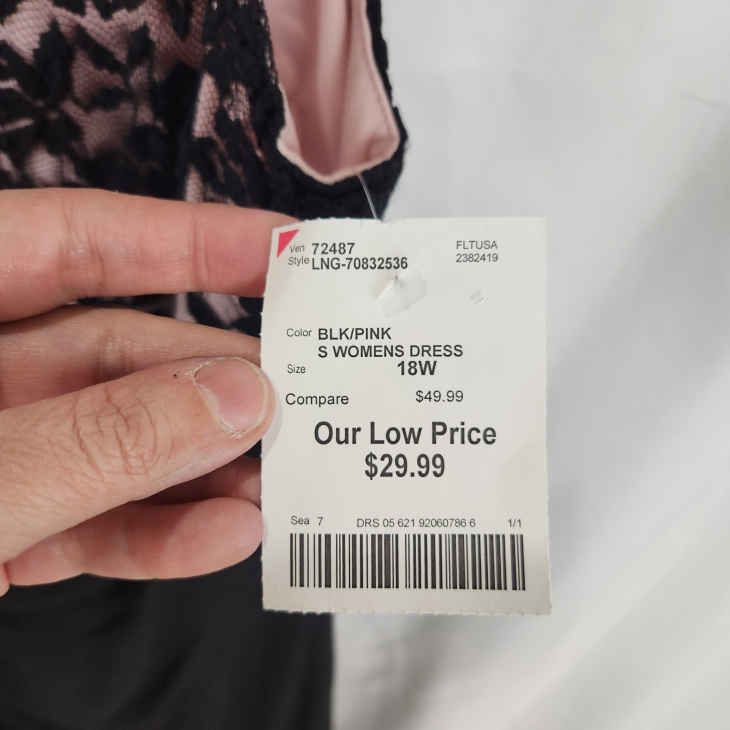 Ven 72487 FLTUSA
Style LNG-70832536 2382419
Color BLK/PINK
S WOMENS DRESS
Size 18W
Compare $49.99
Our Low Price
$29.99
Sea 7 DRS 05 621 92060786 6 1/1